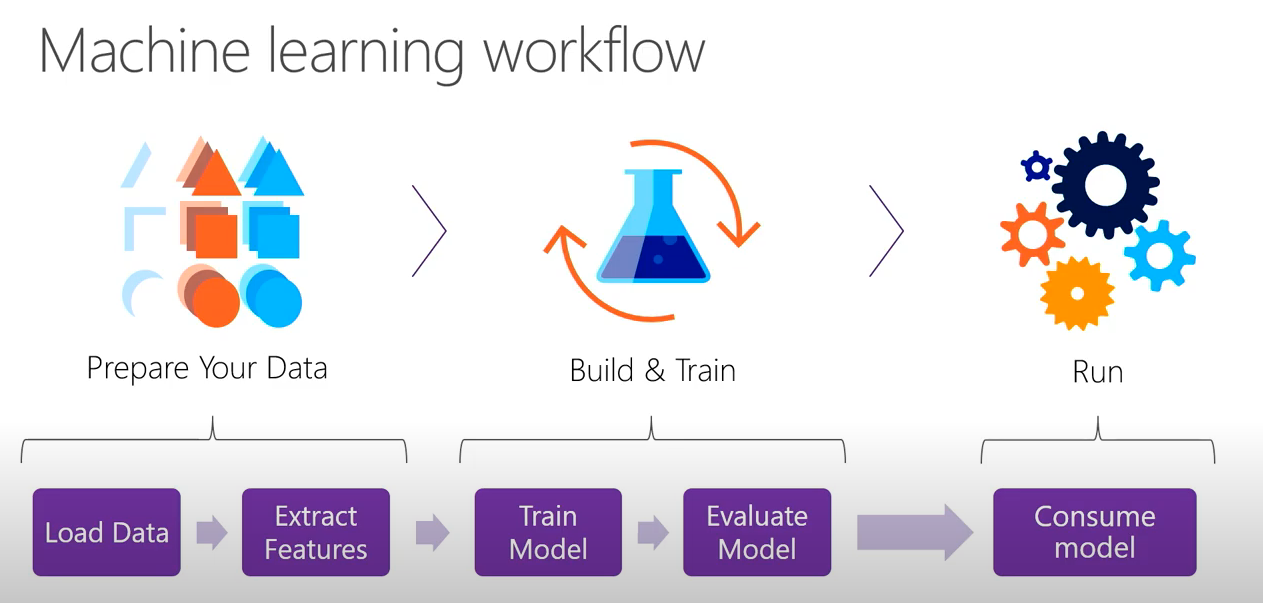 Machine learning workflow
Prepare Your Data
Build & Train
Run
Load Data
Extract
Features
Train
Model
Evaluate
Model
Consume
model